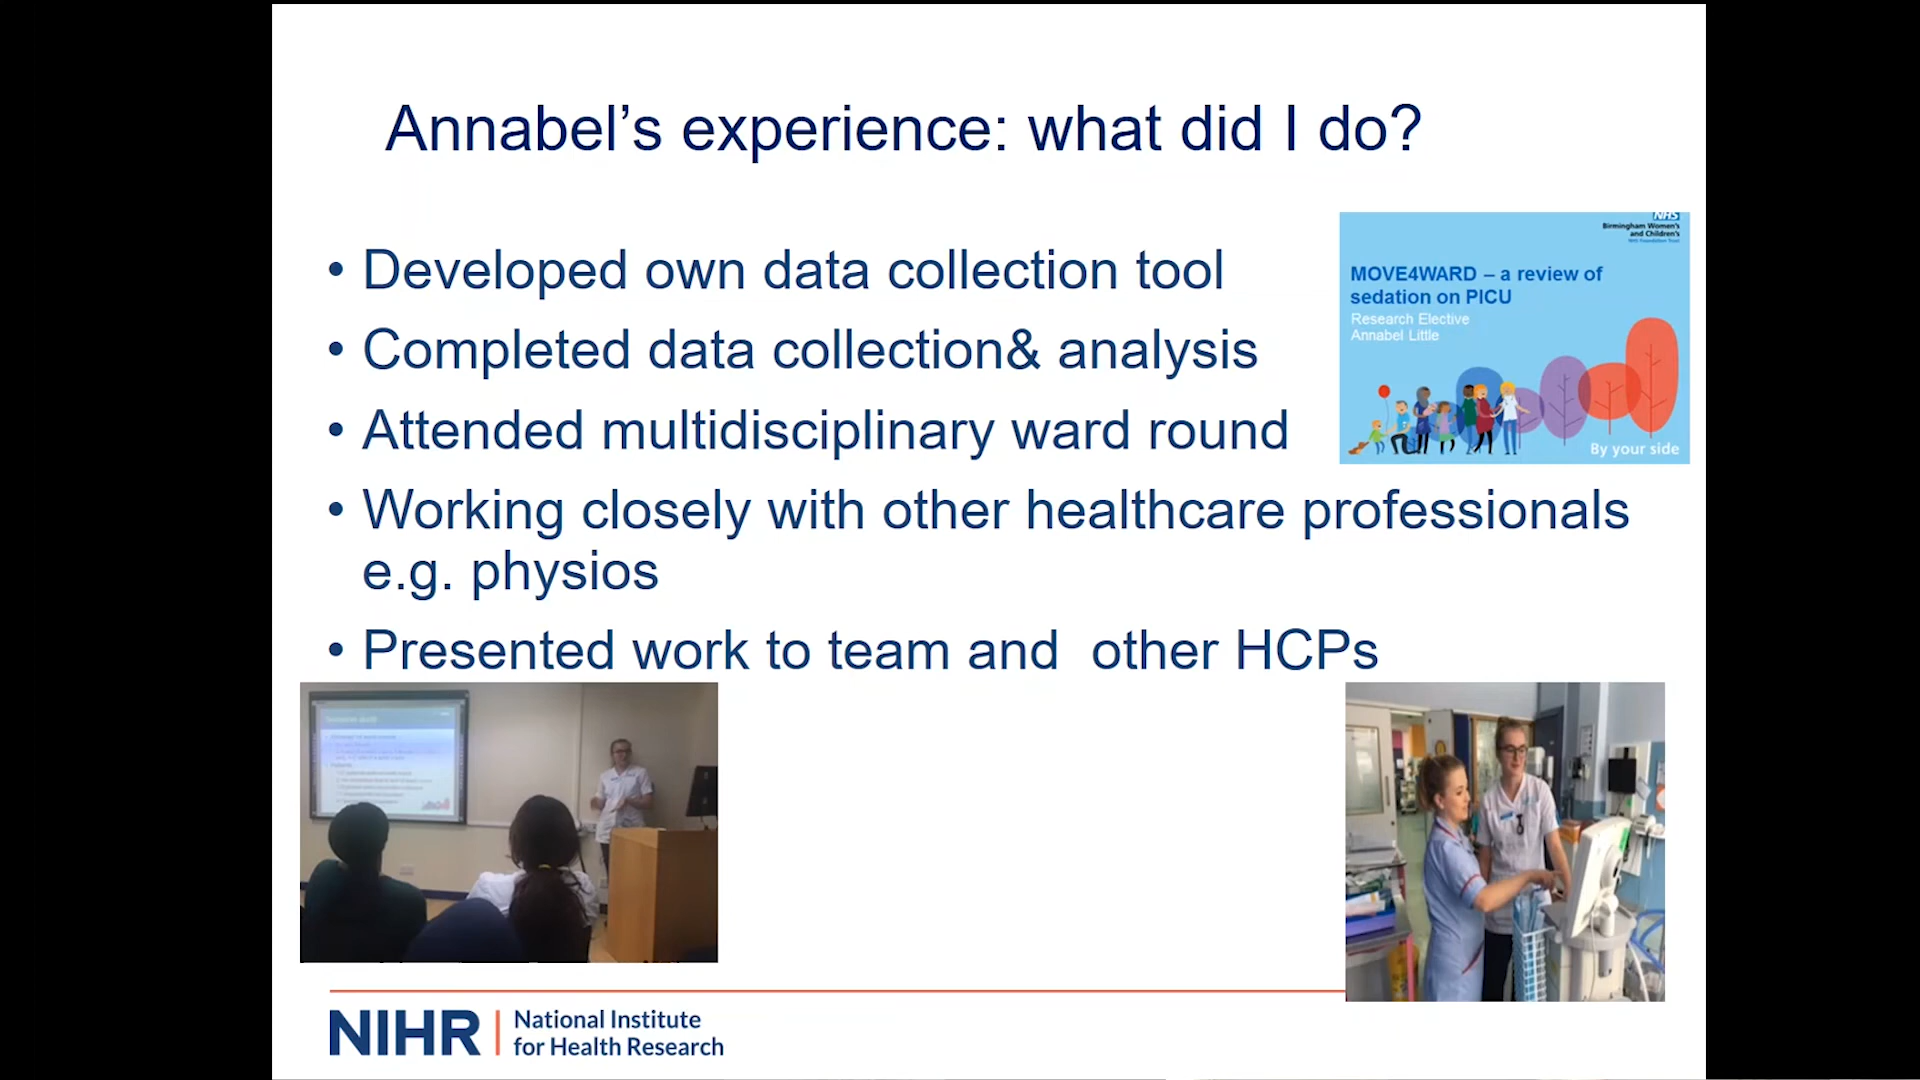 Annabel’s experience: what did I do?
• Developed own data collection tool
• Completed data collection& analysis
• Attended multidisciplinary ward round
• Working closely with other healthcare professionals
e.g. physios
• Presented work to team and  other HCPs
NHS
Birmingham Women's
and Children's
NHS Foundation Trust
MOVE4WARD – a review of
sedation on PICU
Research Elective
Annabel Little
By your side
NIHR | National Institute
for Health Research